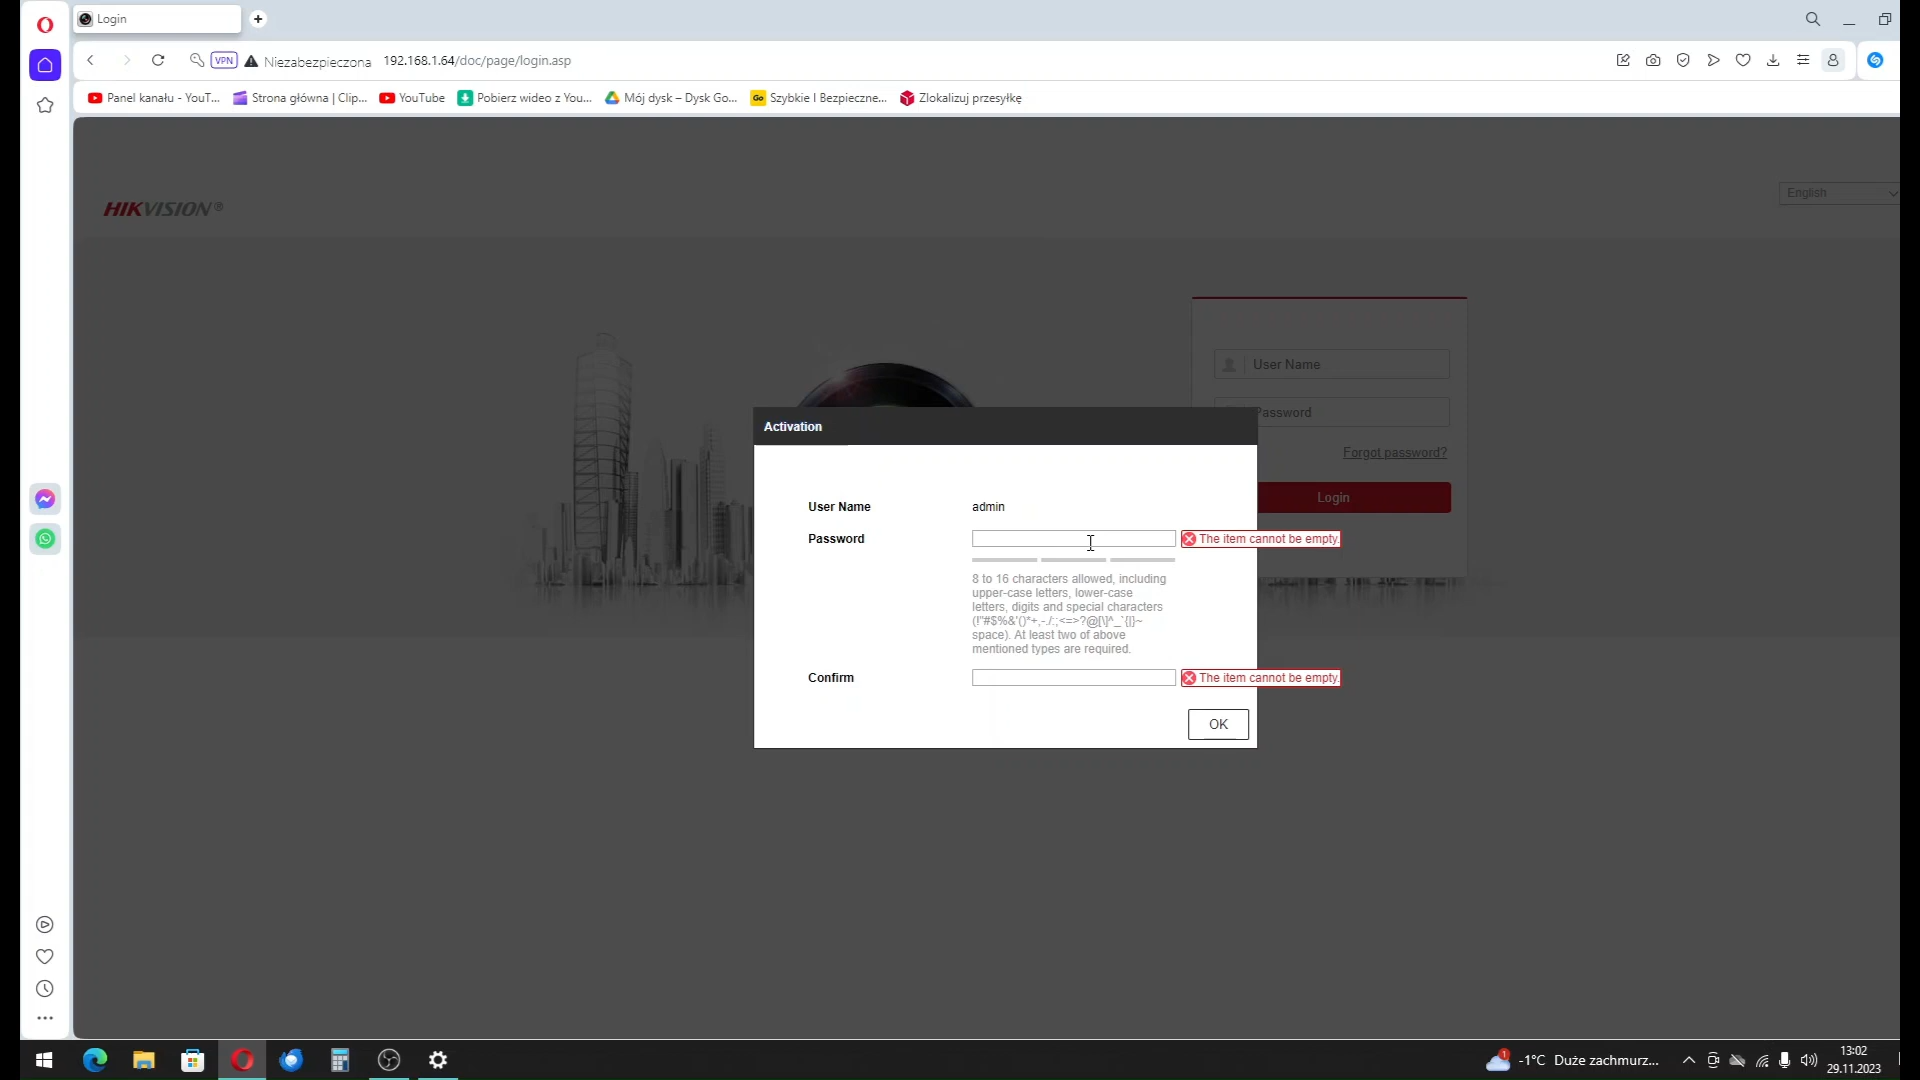 Login
VPN
Niezabezpieczona 192.168.1.64/doc/page/login.asp
Panel kanału - YouT... Strona główna | Clip... YouTube Pobierz wideo z You... Mój dysk – Dysk Go... Go Szybkie I Bezpieczne... Zlokalizuj przesyłkę
HIKVISION®
English
User Name
Password
Forgot password?
Login
Activation
User Name admin
Password
The item cannot be empty.
8 to 16 characters allowed, including
upper-case letters, lower-case
letters, digits and special characters
(!"#$%&'()*+,-./:;<=>?@[\]^_`{|}~
space). At least two of above
mentioned types are required.
Confirm
The item cannot be empty.
OK
1
-1°C Duże zachmurz...
13:02
29.11.2023